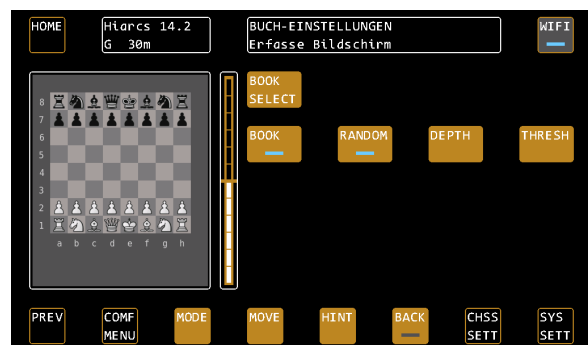 HOME
Hiarcs 14.2
G 30m
BUCH-EINSTELLUNGEN
Erfasse Bildschirm
WIFI
BOOK
SELECT
BOOK
RANDOM
DEPTH
THRESH
8
7
6
5
4
3
2
1
a b c d e f g h
PREV
COMF
MENU
MODE
MOVE
HINT
BACK
CHSS
SETT
SYS
SETT